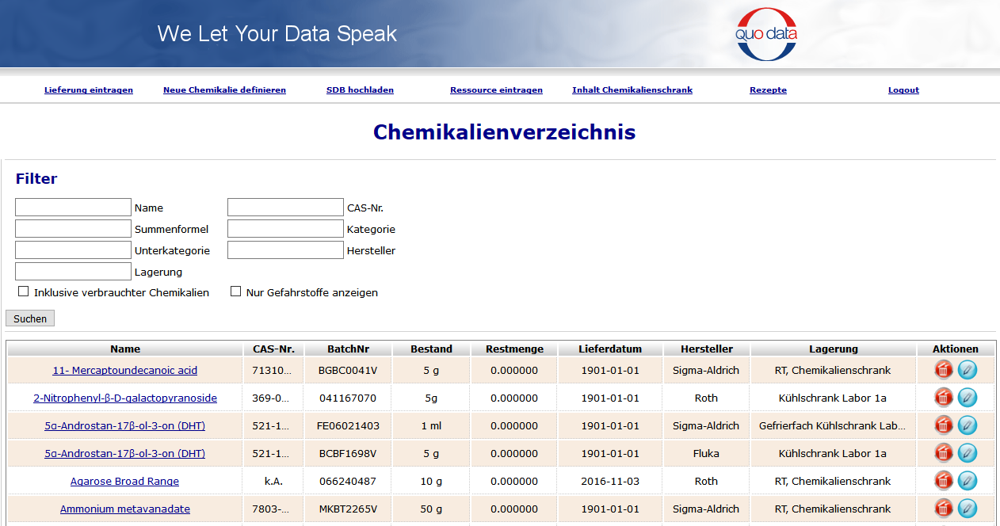 We Let Your Data Speak
quo data
Lieferung eintragen Neue Chemikalie definieren SDB hochladen Ressource eintragen Inhalt Chemikalienschrank Rezepte Logout
Chemikalienverzeichnis
Filter
Name CAS-Nr.
Summenformel Kategorie
Unterkategorie Hersteller
Lagerung
Inklusive verbrauchter Chemikalien Nur Gefahrstoffe anzeigen
Suchen
Name CAS-Nr. BatchNr Bestand Restmenge Lieferdatum Hersteller Lagerung Aktionen
11- Mercaptoundecanoic acid 71310... BGBC0041V 5 g 0.000000 1901-01-01 Sigma-Aldrich RT, Chemikalienschrank
2-Nitrophenyl-β-D-galactopyranoside 369-0... 041167070 5g 0.000000 1901-01-01 Roth Kühlschrank Labor 1a
5α-Androstan-17β-ol-3-on (DHT) 521-1... FE06021403 1 ml 0.000000 1901-01-01 Sigma-Aldrich Gefrierfach Kühlschrank Lab...
5α-Androstan-17β-ol-3-on (DHT) 521-1... BCBF1698V 5 g 0.000000 1901-01-01 Fluka Kühlschrank Labor 1a
Agarose Broad Range k.A. 066240487 10 g 0.000000 2016-11-03 Roth RT, Chemikalienschrank
Ammonium metavanadate 7803-... MKBT2265V 50 g 0.000000 1901-01-01 Sigma-Aldrich RT, Chemikalienschrank